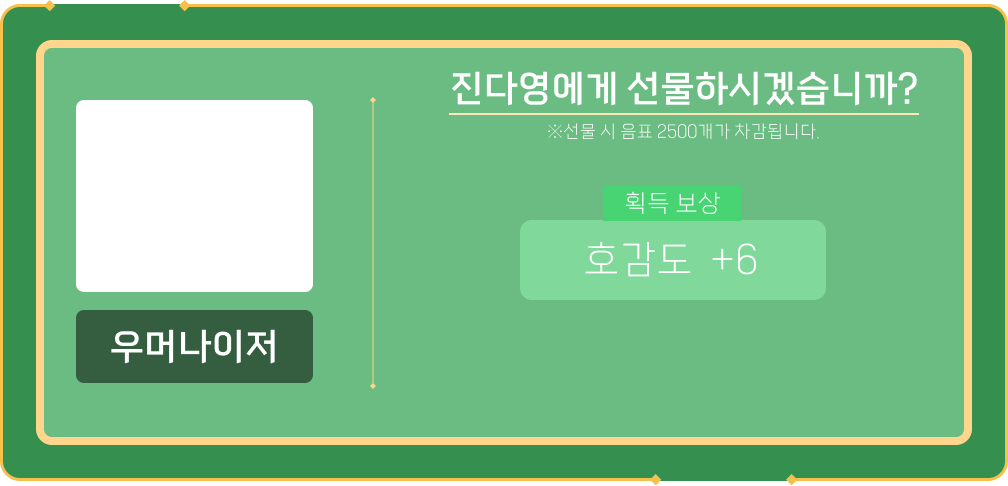 진다영에게 선물하시겠습니까?
※선물 시 음표 2500개가 차감됩니다.
획득 보상
호감도 +6
우머나이저